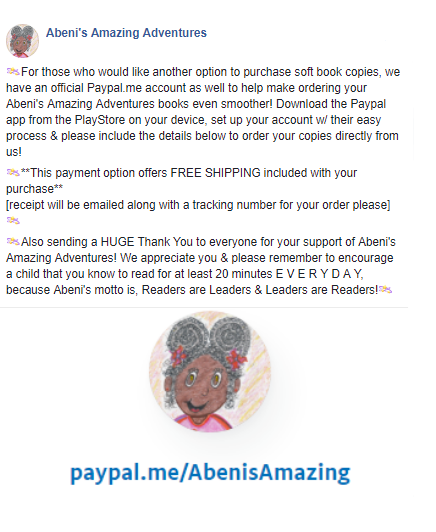 Abeni's Amazing Adventures
For those who would like another option to purchase soft book copies, we
have an official Paypal.me account as well to help make ordering your
Abeni's Amazing Adventures books even smoother! Download the Paypal
app from the PlayStore on your device, set up your account w/ their easy
process & please include the details below to order your copies directly from
us!
**This payment option offers FREE SHIPPING included with your
purchase**
[receipt will be emailed along with a tracking number for your order please]
Also sending a HUGE Thank You to everyone for your support of Abeni's
Amazing Adventures! We appreciate you & please remember to encourage
a child that you know to read for at least 20 minutes E V E R Y D A Y,
because Abeni's motto is, Readers are Leaders & Leaders are Readers!
paypal.me/AbenisAmazing